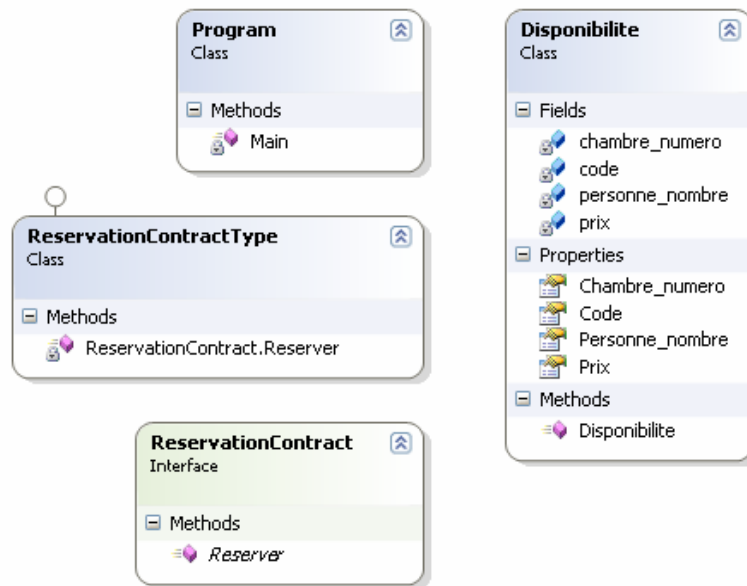 Program
Class
Methods
Main
ReservationContractType
Class
Methods
ReservationContract.Reserver
ReservationContract
Interface
Methods
Reserver
Disponibilite
Class
Fields
chambre_numero
code
personne_nombre
prix
Properties
Chambre_numero
Code
Personne_nombre
Prix
Methods
Disponibilite